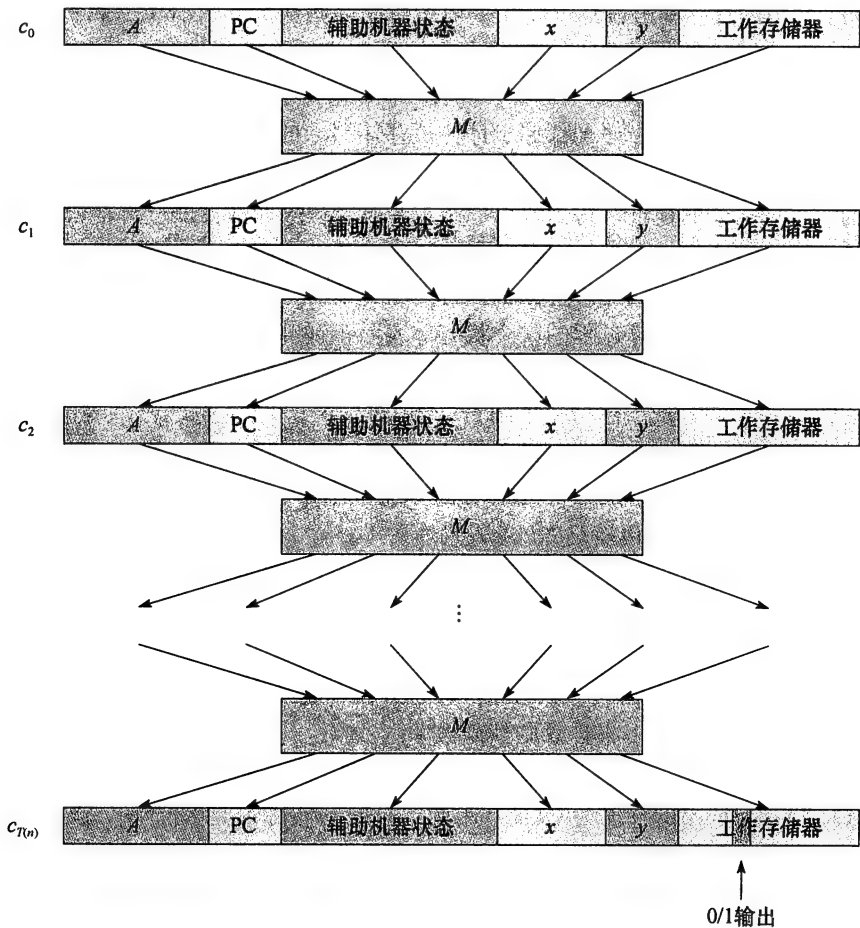 c₀ A PC 辅助机器状态 x y 工作存储器
M
c₁ A PC 辅助机器状态 x y 工作存储器
M
c₂ A PC 辅助机器状态 x y 工作存储器
M
⋮
M
c_T(n) A PC 辅助机器状态 x y 工作存储器
0/1输出